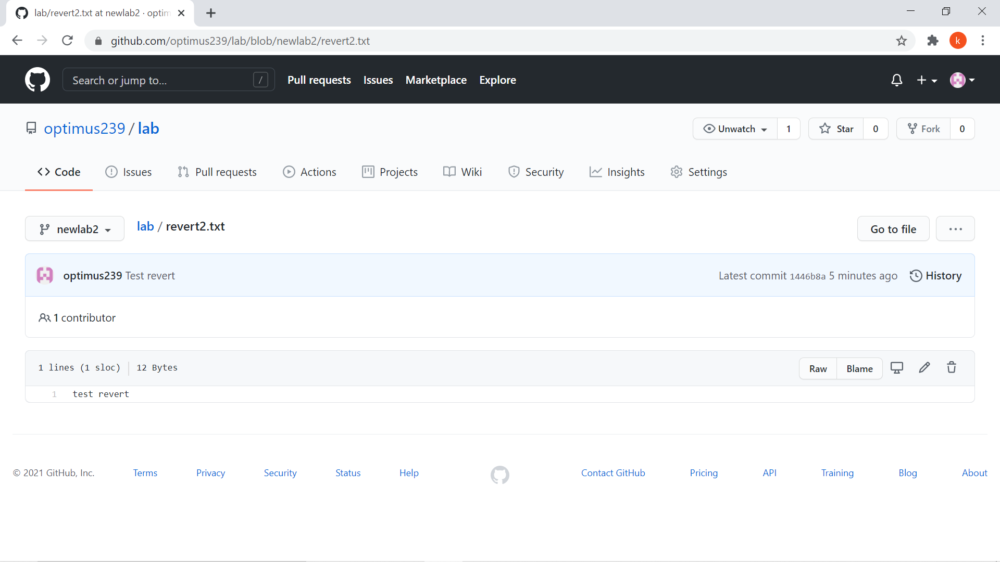 lab/revert2.txt at newlab2 · optim
github.com/optimus239/lab/blob/newlab2/revert2.txt
k
Search or jump to... /
Pull requests Issues Marketplace Explore
optimus239 / lab
Unwatch 1 Star 0 Fork 0
Code Issues Pull requests Actions Projects Wiki Security Insights Settings
newlab2 lab / revert2.txt Go to file
optimus239 Test revert Latest commit 1446b8a 5 minutes ago History
1 contributor
1 lines (1 sloc) 12 Bytes Raw Blame
1 test revert
© 2021 GitHub, Inc. Terms Privacy Security Status Help Contact GitHub Pricing API Training Blog About